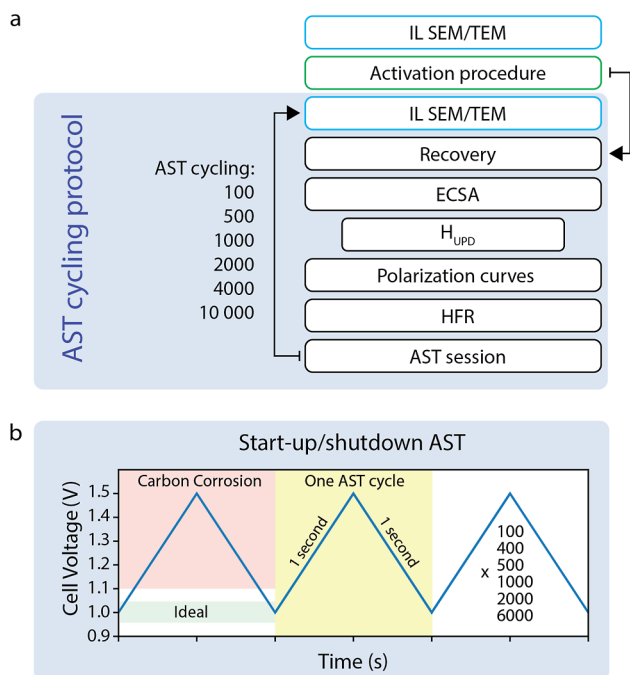 a
IL SEM/TEM
Activation procedure
IL SEM/TEM
Recovery
ECSA
HUPD
Polarization curves
HFR
AST session
AST cycling protocol
AST cycling:
100
500
1000
2000
4000
10 000
b
Start-up/shutdown AST
Carbon Corrosion
One AST cycle
Cell Voltage (V)
1.5
1.4
1.3
1.2
1.1
1.0
0.9
Ideal
1 second
1 second
x
100
400
500
1000
2000
6000
Time (s)